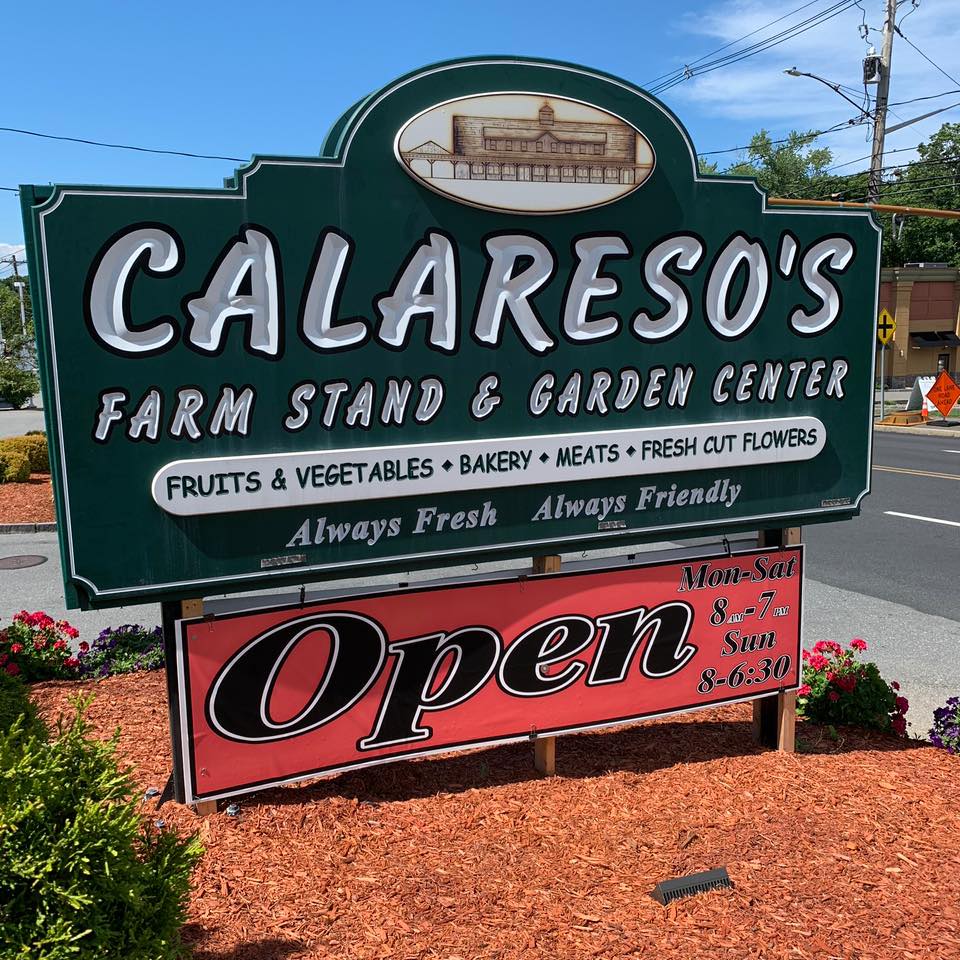 CALARESO'S
FARM STAND & GARDEN CENTER
FRUITS & VEGETABLES ◆ BAKERY ◆ MEATS ◆ FRESH CUT FLOWERS
Always Fresh Always Friendly
Open
Mon-Sat
8AM-7PM
Sun
8-6:30